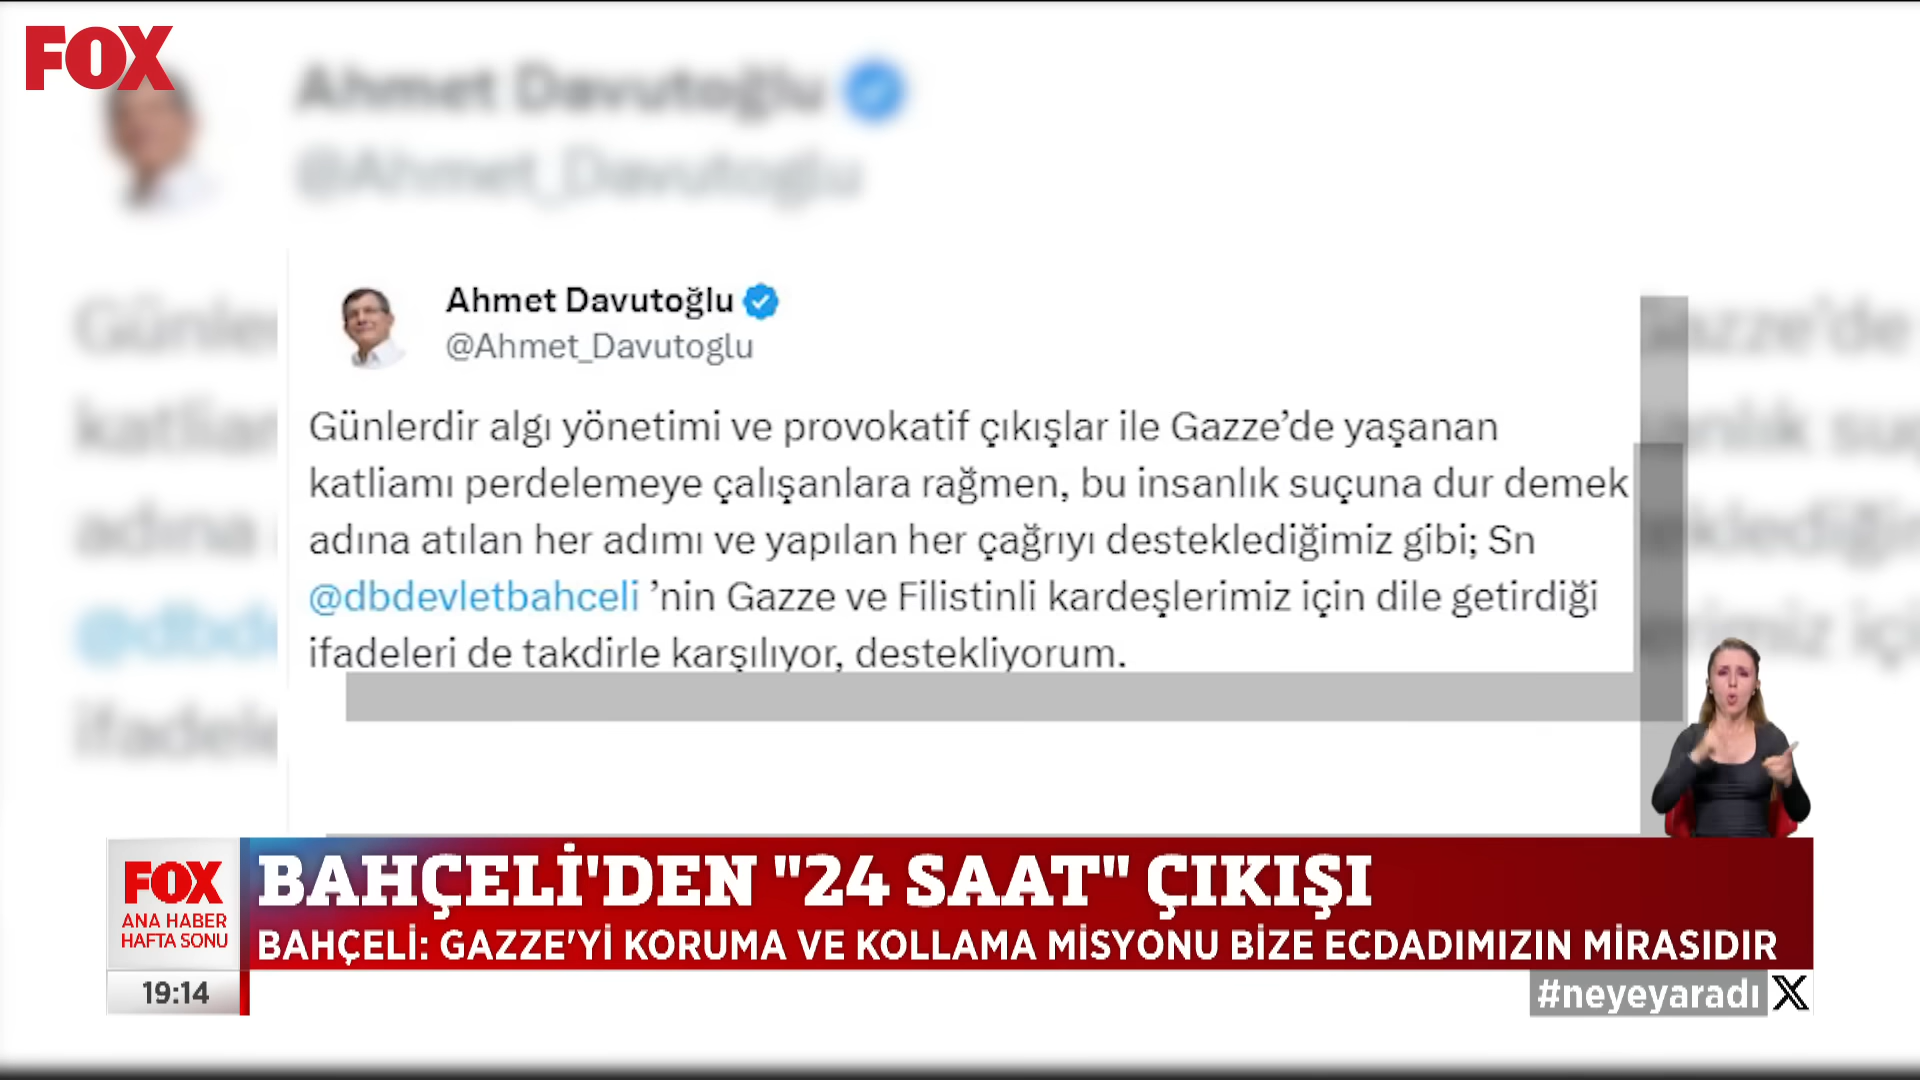 FOX
Ahmet Davutoğlu
@Ahmet_Davutoglu
Ahmet Davutoğlu
@Ahmet_Davutoglu
Günlerdir algı yönetimi ve provokatif çıkışlar ile Gazze’de yaşanan
katliamı perdelemeye çalışanlara rağmen, bu insanlık suçuna dur demek
adına atılan her adımı ve yapılan her çağrıyı desteklediğimiz gibi; Sn
@dbdevletbahceli ’nin Gazze ve Filistinli kardeşlerimiz için dile getirdiği
ifadeleri de takdirle karşılıyor, destekliyorum.
BAHÇELİ'DEN "24 SAAT" ÇIKIŞI
BAHÇELİ: GAZZE'Yİ KORUMA VE KOLLAMA MİSYONU BİZE ECDADIMIZIN MİRASIDIR
FOX
ANA HABER
HAFTA SONU
19:14
#neyeyaradı X